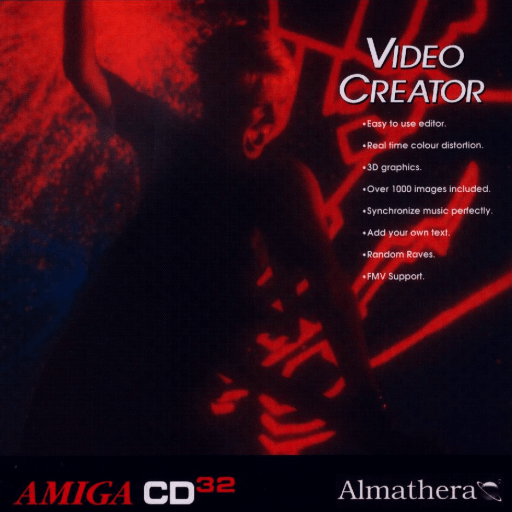 VIDEO
CREATOR
•Easy to use editor.
•Real time colour distortion.
•3D graphics.
•Over 1000 images included.
•Synchronize music perfectly.
•Add your own text.
•Random Raves.
•FMV Support.
AMIGA CD32
Almathera